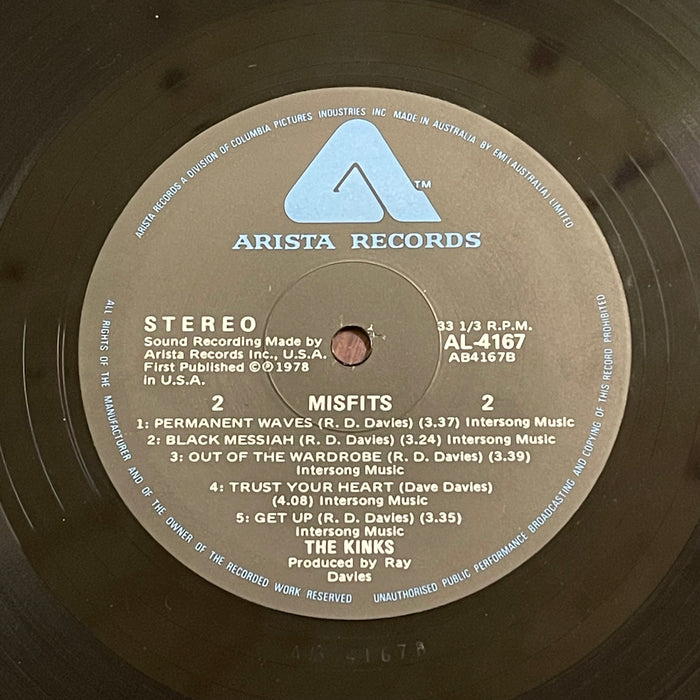 ARISTA RECORDS A DIVISION OF COLUMBIA PICTURES INDUSTRIES INC MADE IN AUSTRALIA BY EMI (AUSTRALIA) LIMITED
TM
ARISTA RECORDS
STEREO
Sound Recording Made by
Arista Records Inc., U.S.A.
First Published ©℗1978
in U.S.A.
33 1/3 R.P.M.
AL-4167
AB4167B
2 MISFITS 2
1: PERMANENT WAVES (R. D. Davies) (3.37) Intersong Music
2: BLACK MESSIAH (R. D. Davies) (3.24) Intersong Music
3: OUT OF THE WARDROBE (R. D. Davies) (3.39)
Intersong Music
4: TRUST YOUR HEART (Dave Davies)
(4.08) Intersong Music
5: GET UP (R. D. Davies) (3.35)
Intersong Music
THE KINKS
Produced by Ray
Davies
ALL RIGHTS OF THE MANUFACTURER AND OF THE OWNER OF THE RECORDED WORK RESERVED
UNAUTHORISED PUBLIC PERFORMANCE BROADCASTING AND COPYING OF THIS RECORD PROHIBITED
4167B